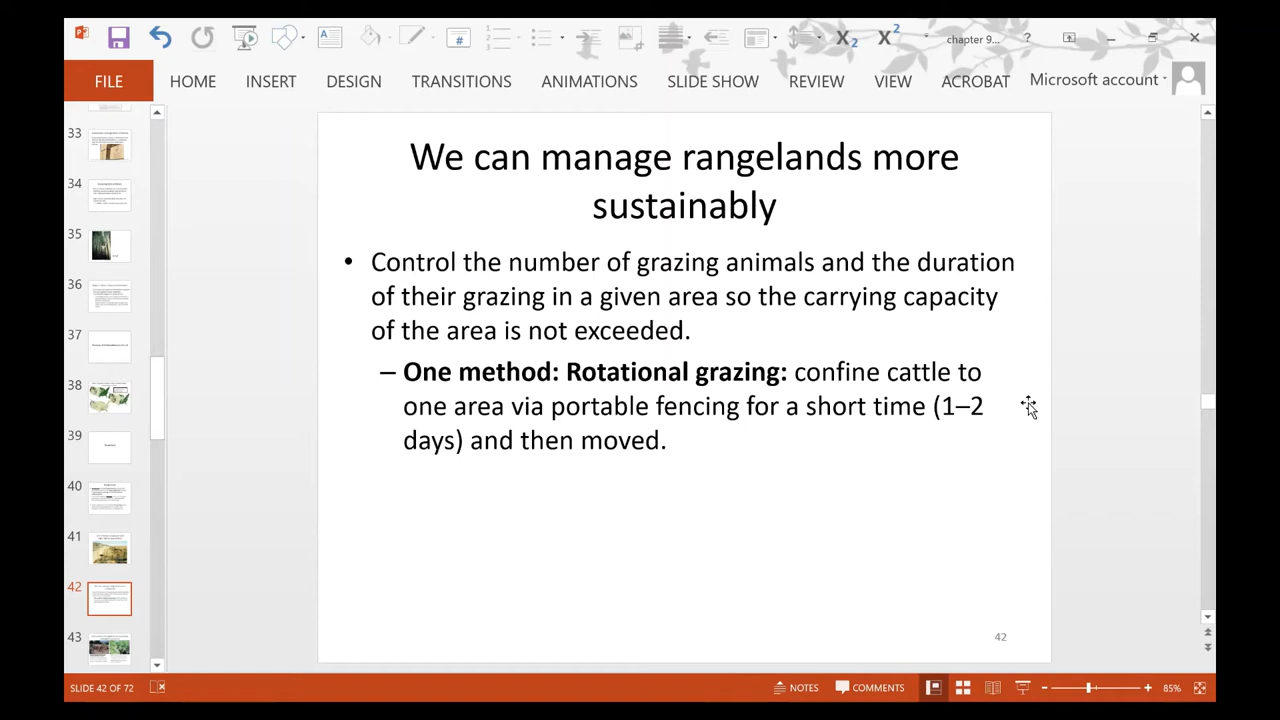 chapter 9...
?
FILE
HOME
INSERT
DESIGN
TRANSITIONS
ANIMATIONS
SLIDE SHOW
REVIEW
VIEW
ACROBAT
Microsoft account
33
34
35
36
37
38
39
40
41
42
43
We can manage rangelands more
sustainably
• Control the number of grazing animals and the duration
of their grazing in a given area so the carrying capacity
of the area is not exceeded.
– One method: Rotational grazing: confine cattle to
one area via portable fencing for a short time (1–2
days) and then moved.
42
SLIDE 42 OF 72
NOTES
COMMENTS
85%